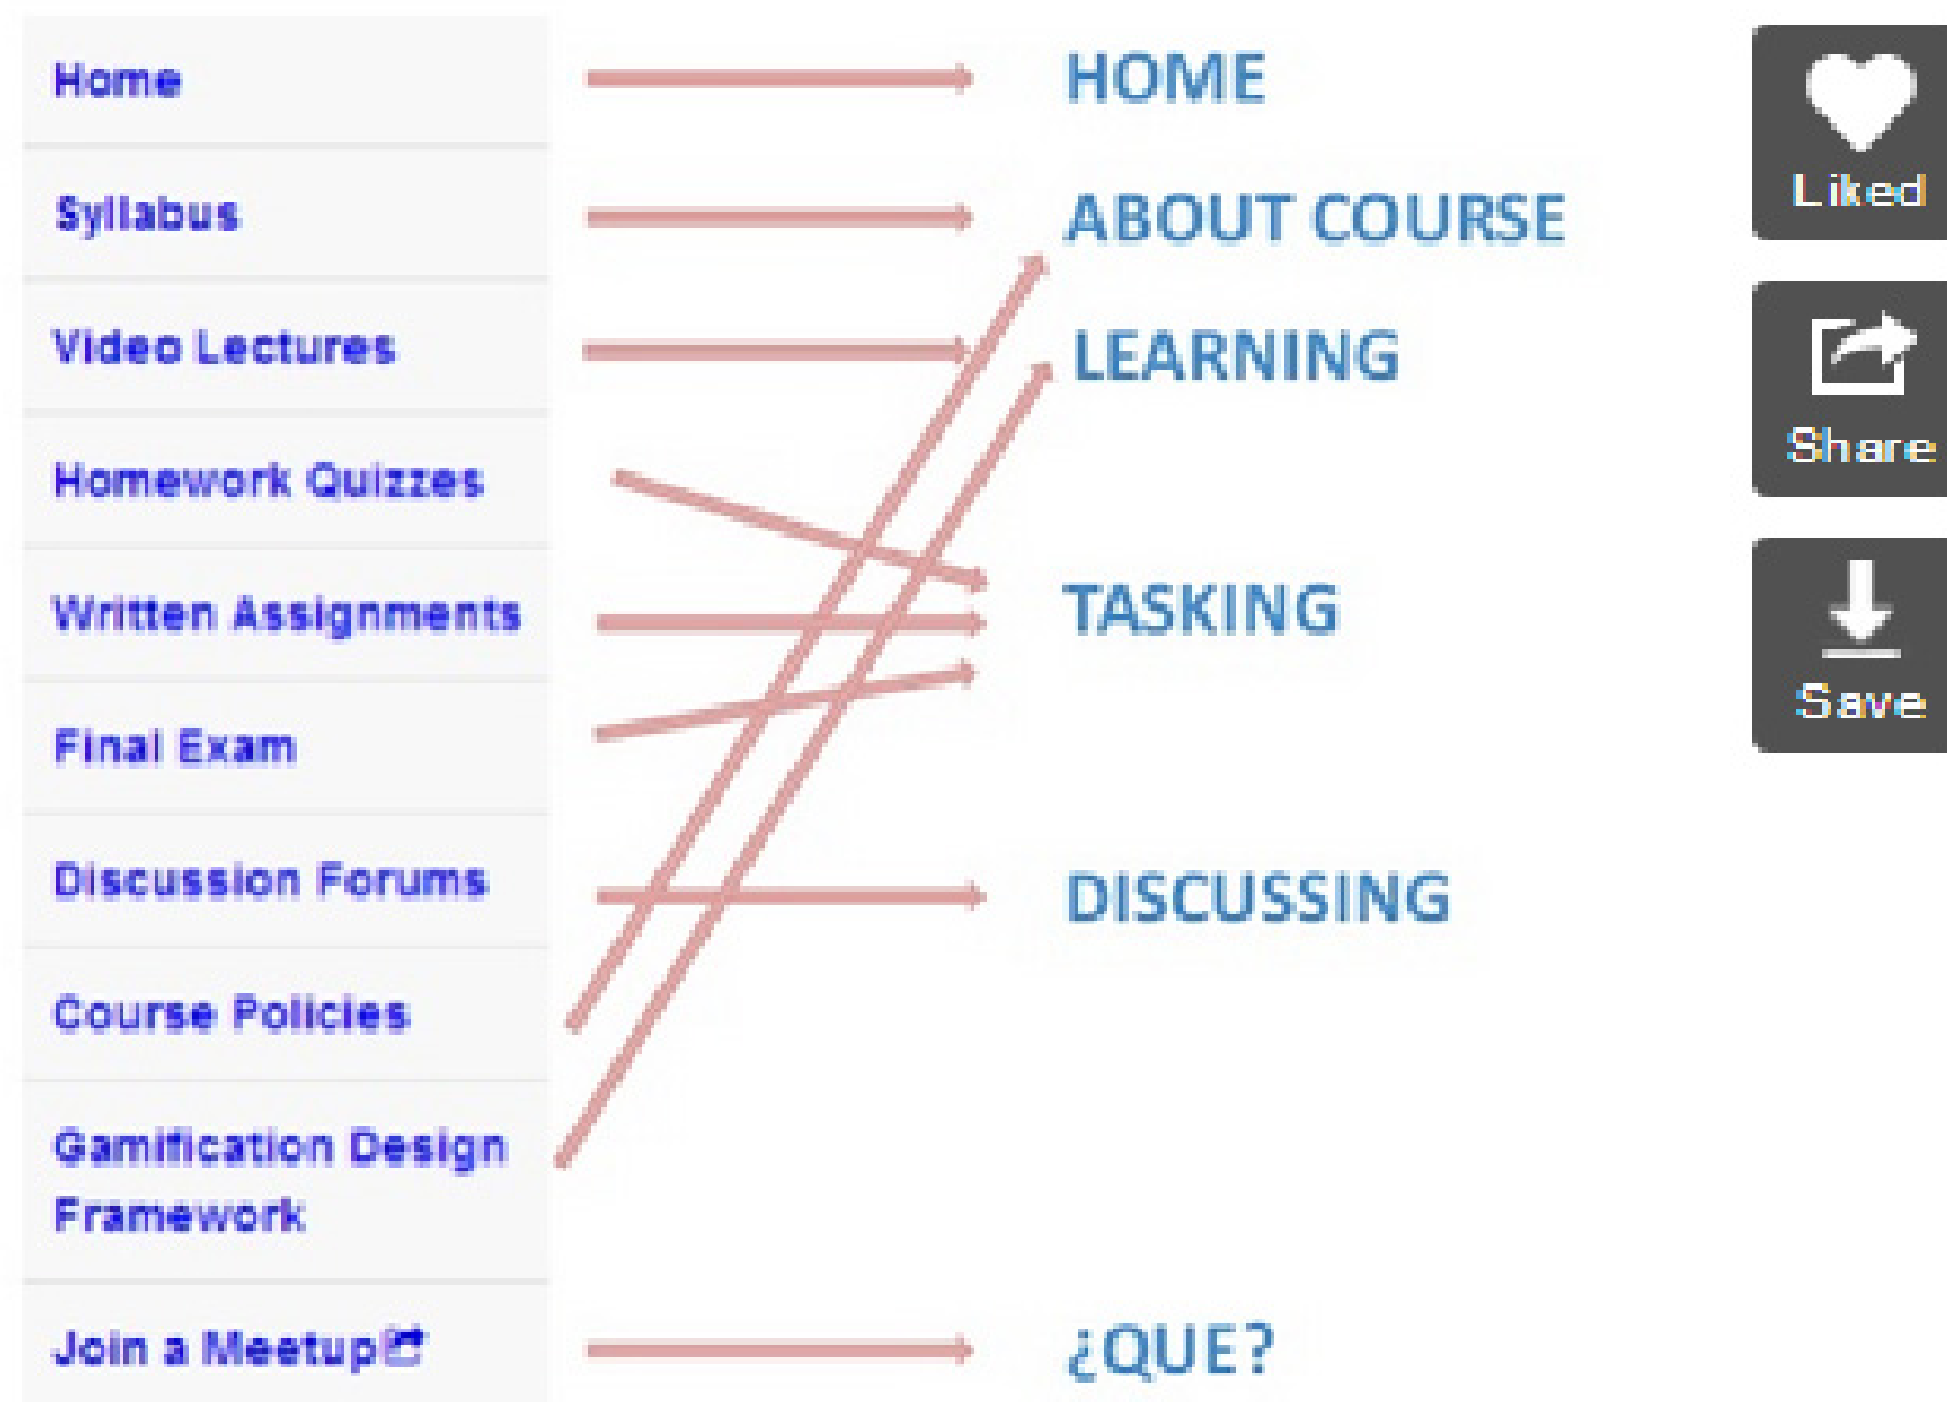 Home
Syllabus
Video Lectures
Homework Quizzes
Written Assignments
Final Exam
Discussion Forums
Course Policies
Gamification Design
Framework
Join a Meetup
HOME
ABOUT COURSE
LEARNING
TASKING
DISCUSSING
¿QUE?
Liked
Share
Save